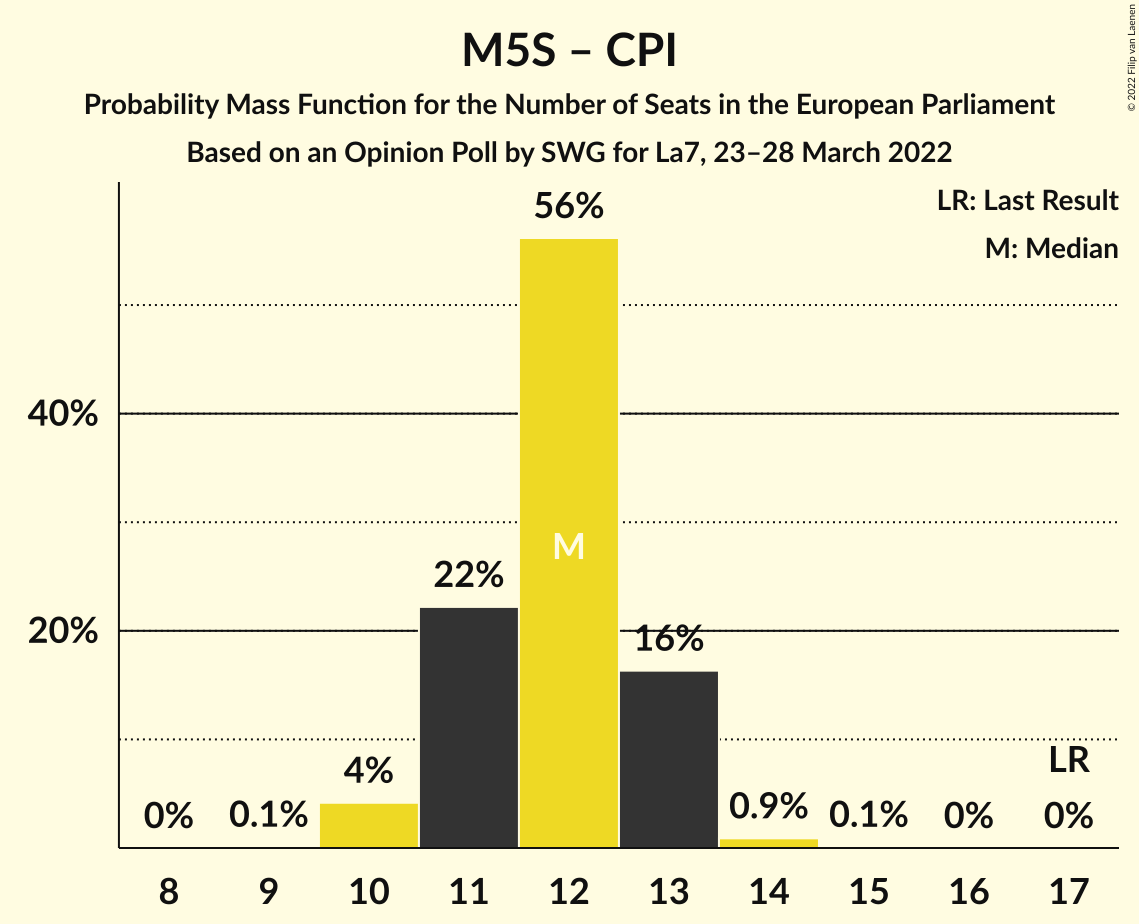 M5S – CPI
Probability Mass Function for the Number of Seats in the European Parliament
Based on an Opinion Poll by SWG for La7, 23–28 March 2022
© 2022 Filip van Laenen
LR: Last Result
M: Median
56%
40%
M
22%
20%
16%
LR
4%
0%
0.1%
0.9%
0.1%
0%
0%
8 9 10 11 12 13 14 15 16 17